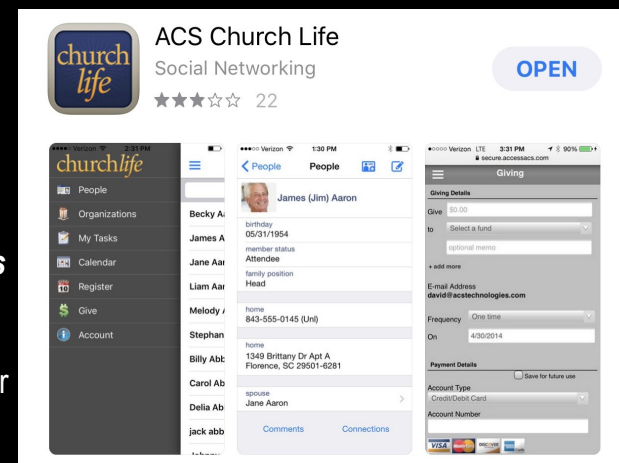 church
life
ACS Church Life
Social Networking
22
OPEN
Verizon 2:31 PM
churchlife
People
Organizations
My Tasks
Calendar
Register
Give
Account
Becky A
James A
Jane Aar
Liam Aar
Melody
Stephan
Billy Abb
Carol Ab
Delia Ab
jack abb
Verizon 1:30 PM
People People
James (Jim) Aaron
birthday
05/31/1954
member status
Attendee
family position
Head
home
843-555-0145 (Unl)
home
1349 Brittany Dr Apt A
Florence, SC 29501-6281
spouse
Jane Aaron
Comments Connections
Verizon LTE 3:31 PM 90%
secure.accessacs.com
Giving
Giving Details
Give $0.00
to Select a fund
optional memo
+ add more
E-mail Address
david@acstechnologies.com
Frequency One time
On 4/30/2014
Payment Details
Save for future use
Account Type
Credit/Debit Card
Account Number
VISA MasterCard DISCOVER
s
r